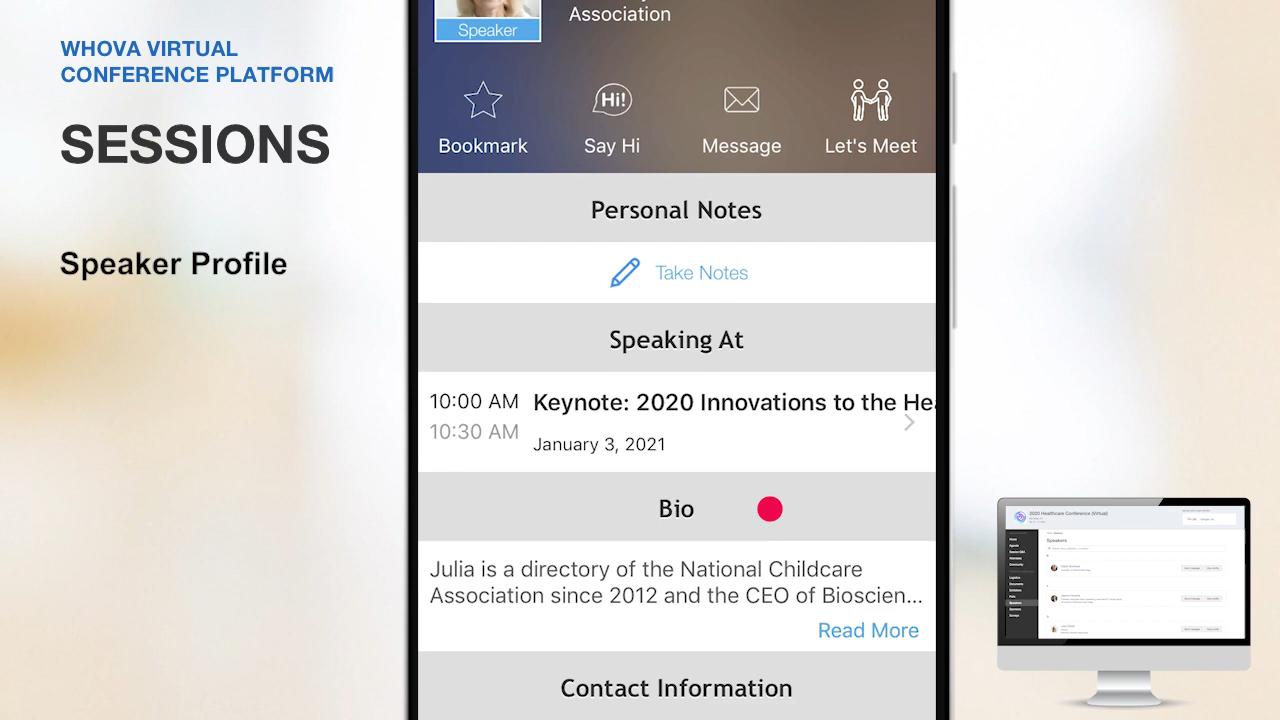 WHOVA VIRTUAL
CONFERENCE PLATFORM
SESSIONS
Speaker Profile
Speaker
Association
Hi!
Bookmark
Say Hi
Message
Let's Meet
Personal Notes
Take Notes
Speaking At
10:00 AM
Keynote: 2020 Innovations to the Hea
10:30 AM
January 3, 2021
Bio
Julia is a directory of the National Childcare
Association since 2012 and the CEO of Bioscien...
Read More
Contact Information
2020 Healthcare Conference (Virtual)
Speakers